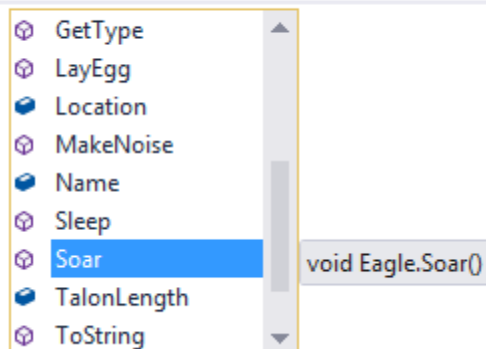 GetType
LayEgg
Location
MakeNoise
Name
Sleep
Soar
void Eagle.Soar()
TalonLength
ToString